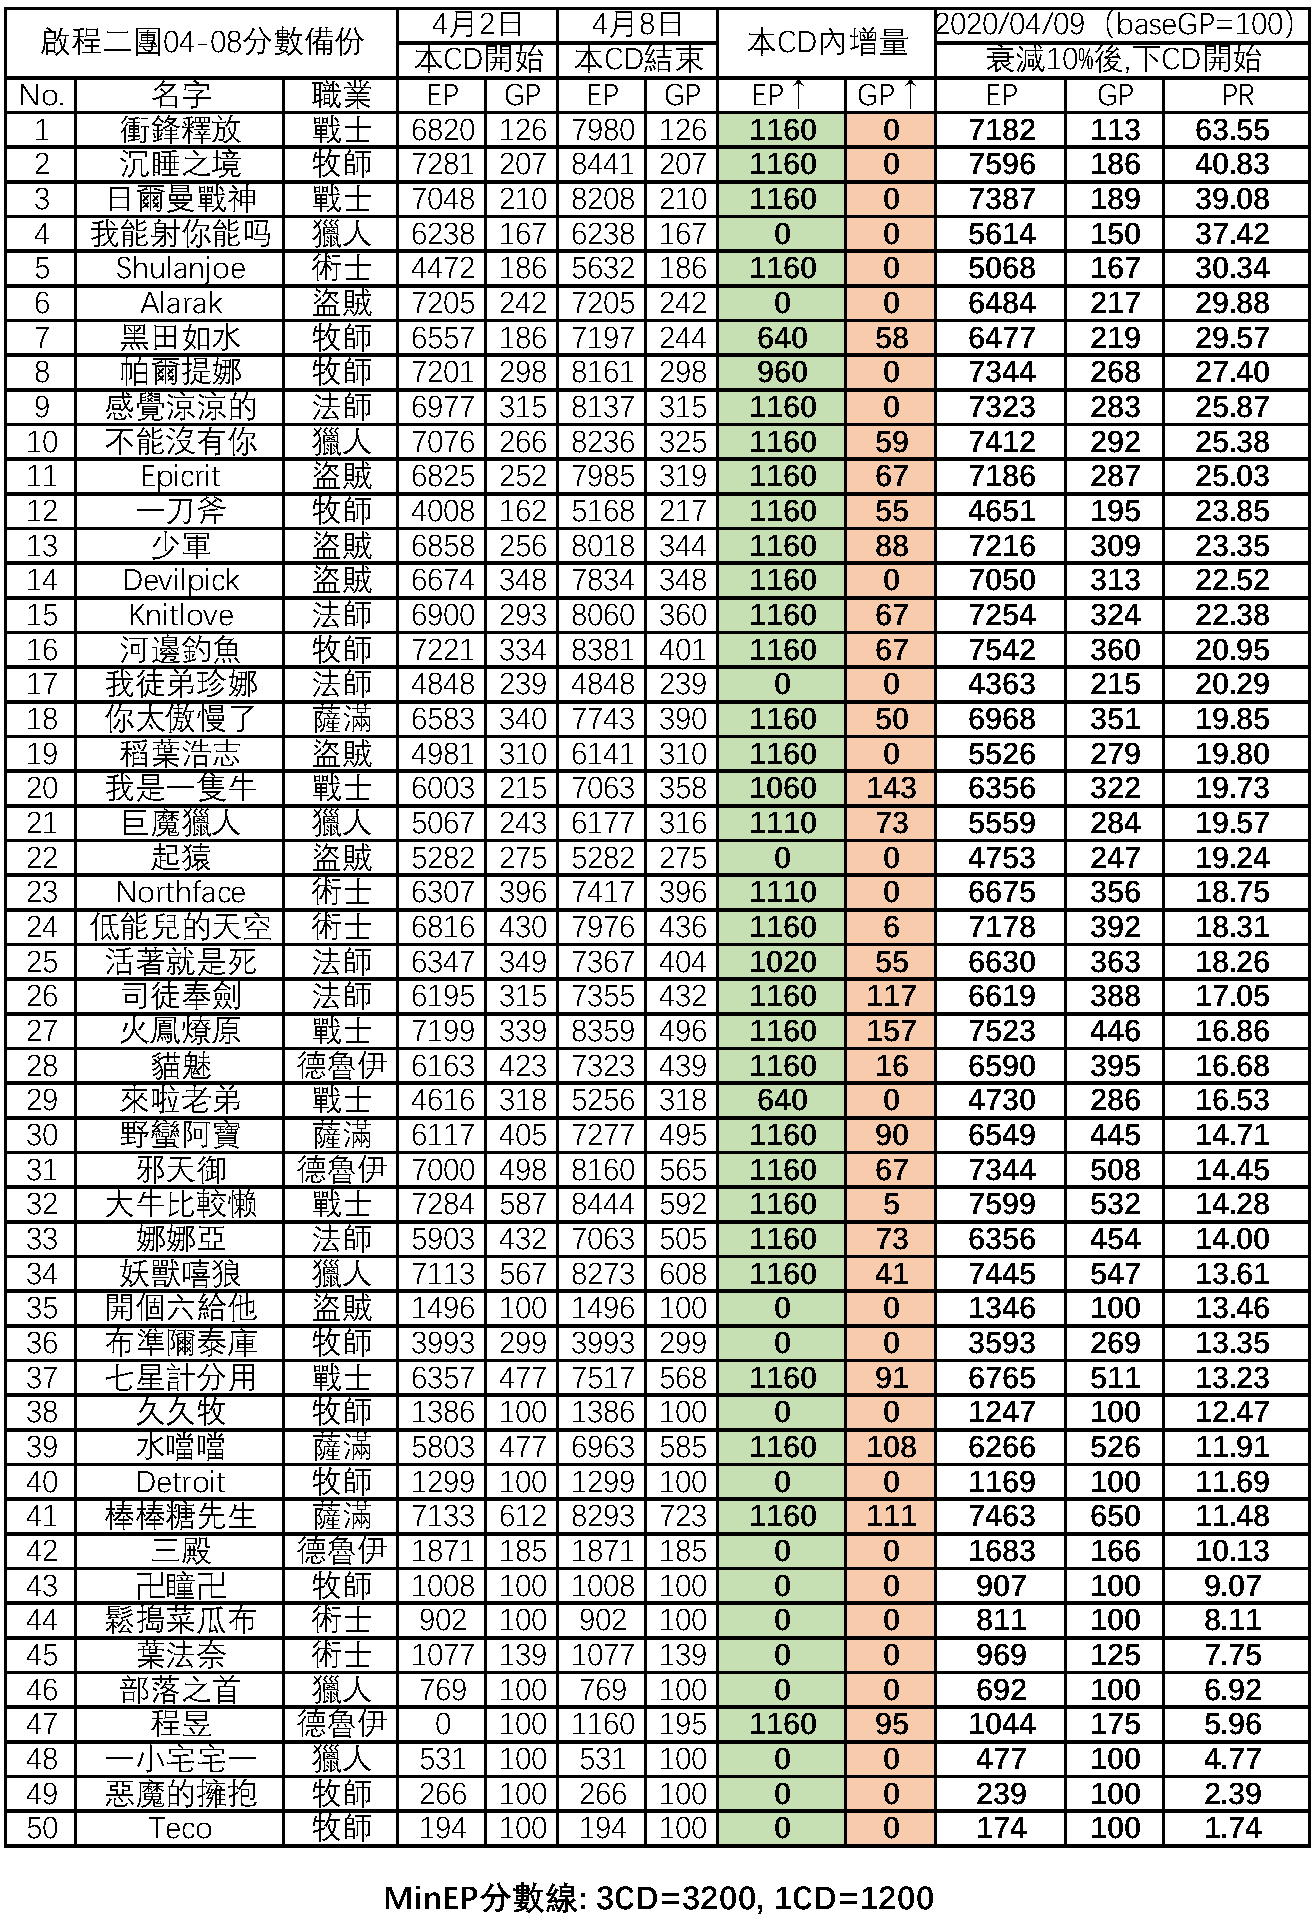 啟程二團04-08分數備份 4月2日 4月8日 本CD內增量 2020/04/09（baseGP=100）
本CD開始 本CD結束 衰減10%後,下CD開始
No. 名字 職業 EP GP EP GP EP↑ GP↑ EP GP PR
1 衝鋒釋放 戰士 6820 126 7980 126 1160 0 7182 113 63.55
2 沉睡之境 牧師 7281 207 8441 207 1160 0 7596 186 40.83
3 日爾曼戰神 戰士 7048 210 8208 210 1160 0 7387 189 39.08
4 我能射你能吗 獵人 6238 167 6238 167 0 0 5614 150 37.42
5 Shulanjoe 術士 4472 186 5632 186 1160 0 5068 167 30.34
6 Alarak 盜賊 7205 242 7205 242 0 0 6484 217 29.88
7 黑田如水 牧師 6557 186 7197 244 640 58 6477 219 29.57
8 帕爾提娜 牧師 7201 298 8161 298 960 0 7344 268 27.40
9 感覺涼涼的 法師 6977 315 8137 315 1160 0 7323 283 25.87
10 不能沒有你 獵人 7076 266 8236 325 1160 59 7412 292 25.38
11 Epicrit 盜賊 6825 252 7985 319 1160 67 7186 287 25.03
12 一刀斧 牧師 4008 162 5168 217 1160 55 4651 195 23.85
13 少軍 盜賊 6858 256 8018 344 1160 88 7216 309 23.35
14 Devilpick 盜賊 6674 348 7834 348 1160 0 7050 313 22.52
15 Knitlove 法師 6900 293 8060 360 1160 67 7254 324 22.38
16 河邊釣魚 牧師 7221 334 8381 401 1160 67 7542 360 20.95
17 我徒弟珍娜 法師 4848 239 4848 239 0 0 4363 215 20.29
18 你太傲慢了 薩滿 6583 340 7743 390 1160 50 6968 351 19.85
19 稻葉浩志 盜賊 4981 310 6141 310 1160 0 5526 279 19.80
20 我是一隻牛 戰士 6003 215 7063 358 1060 143 6356 322 19.73
21 巨魔獵人 獵人 5067 243 6177 316 1110 73 5559 284 19.57
22 起猿 盜賊 5282 275 5282 275 0 0 4753 247 19.24
23 Northface 術士 6307 396 7417 396 1110 0 6675 356 18.75
24 低能兒的天空 術士 6816 430 7976 436 1160 6 7178 392 18.31
25 活著就是死 法師 6347 349 7367 404 1020 55 6630 363 18.26
26 司徒奉劍 法師 6195 315 7355 432 1160 117 6619 388 17.05
27 火鳳燎原 戰士 7199 339 8359 496 1160 157 7523 446 16.86
28 貓魅 德魯伊 6163 423 7323 439 1160 16 6590 395 16.68
29 來啦老弟 戰士 4616 318 5256 318 640 0 4730 286 16.53
30 野蠻阿寶 薩滿 6117 405 7277 495 1160 90 6549 445 14.71
31 邪天御 德魯伊 7000 498 8160 565 1160 67 7344 508 14.45
32 大牛比較懶 戰士 7284 587 8444 592 1160 5 7599 532 14.28
33 娜娜亞 法師 5903 432 7063 505 1160 73 6356 454 14.00
34 妖獸嘻狼 獵人 7113 567 8273 608 1160 41 7445 547 13.61
35 開個六給他 盜賊 1496 100 1496 100 0 0 1346 100 13.46
36 布準隬泰庫 牧師 3993 299 3993 299 0 0 3593 269 13.35
37 七星計分用 戰士 6357 477 7517 568 1160 91 6765 511 13.23
38 久久牧 牧師 1386 100 1386 100 0 0 1247 100 12.47
39 水噹噹 薩滿 5803 477 6963 585 1160 108 6266 526 11.91
40 Detroit 牧師 1299 100 1299 100 0 0 1169 100 11.69
41 棒棒糖先生 薩滿 7133 612 8293 723 1160 111 7463 650 11.48
42 三殿 德魯伊 1871 185 1871 185 0 0 1683 166 10.13
43 卍瞳卍 牧師 1008 100 1008 100 0 0 907 100 9.07
44 鬆搗菜瓜布 術士 902 100 902 100 0 0 811 100 8.11
45 葉法奈 術士 1077 139 1077 139 0 0 969 125 7.75
46 部落之首 獵人 769 100 769 100 0 0 692 100 6.92
47 程昱 德魯伊 0 100 1160 195 1160 95 1044 175 5.96
48 一小宅宅一 獵人 531 100 531 100 0 0 477 100 4.77
49 惡魔的擁抱 牧師 266 100 266 100 0 0 239 100 2.39
50 Teco 牧師 194 100 194 100 0 0 174 100 1.74
MinEP分數線: 3CD=3200, 1CD=1200